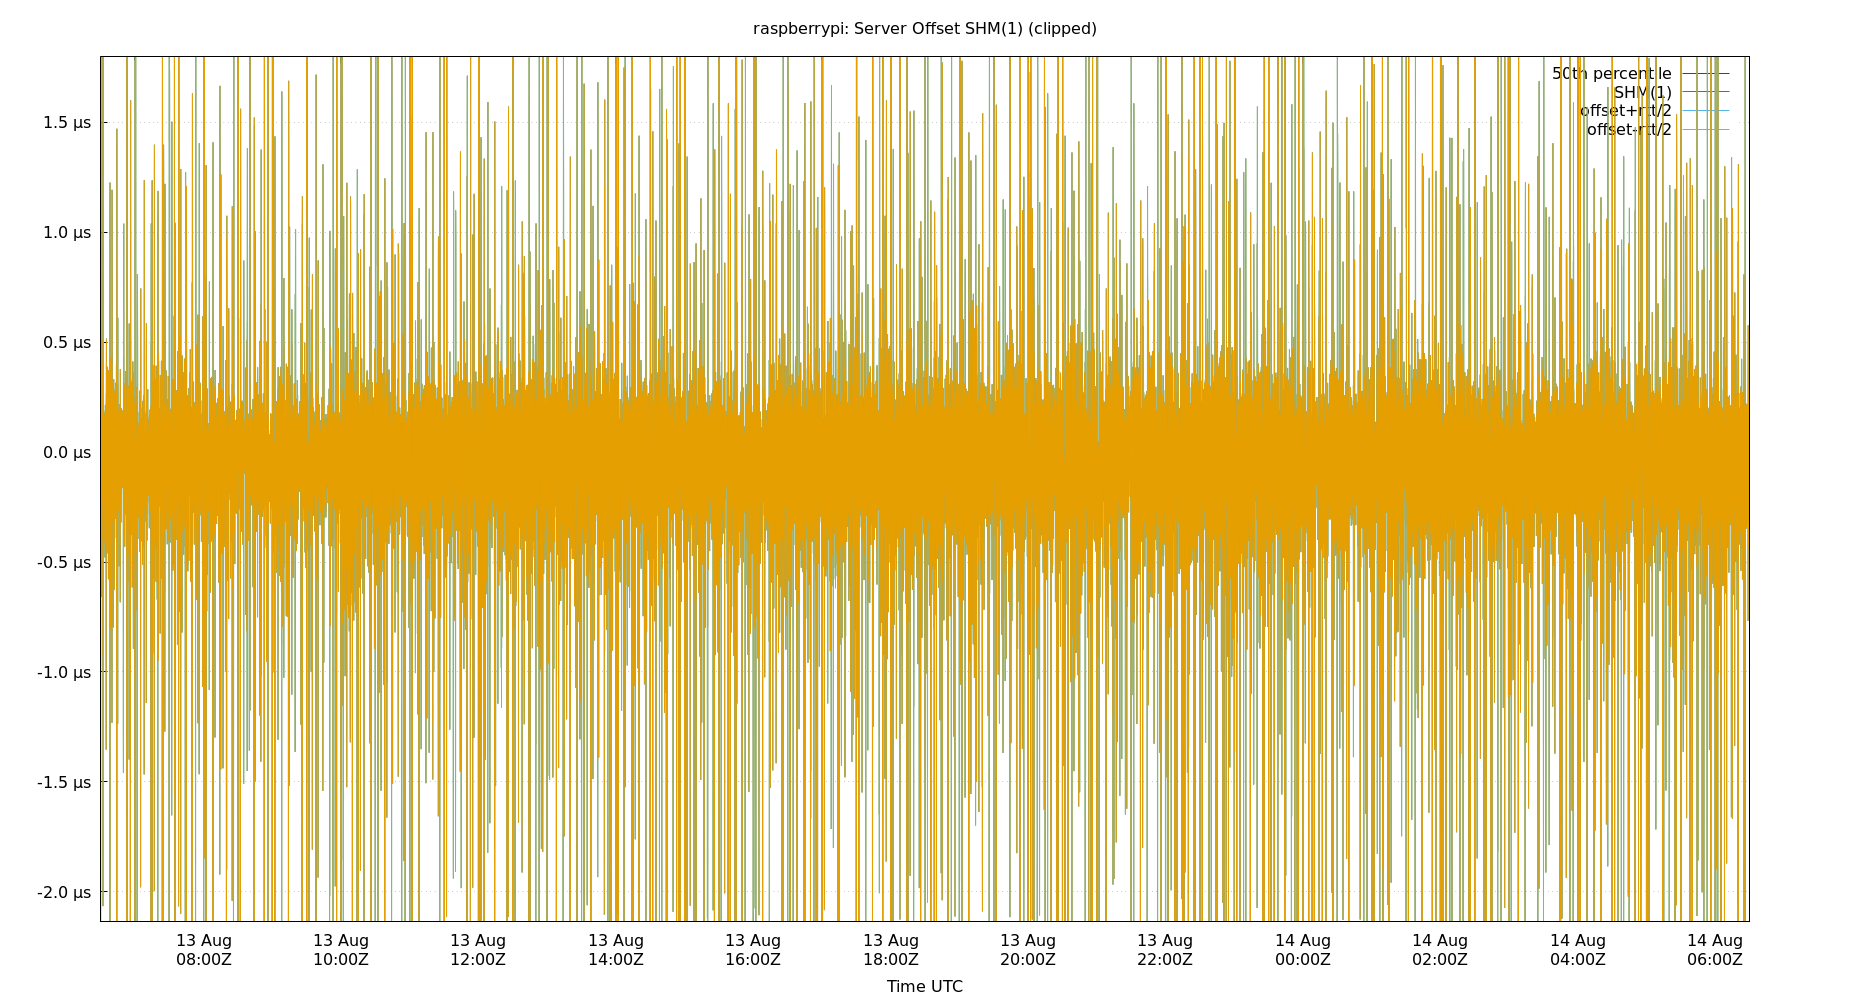 raspberrypi: Server Offset SHM(1) (clipped)
50th percentile
SHM(1)
offset+rtt/2
offset-rtt/2
1.5 µs
1.0 µs
0.5 µs
0.0 µs
-0.5 µs
-1.0 µs
-1.5 µs
-2.0 µs
13 Aug 13 Aug 13 Aug 13 Aug 13 Aug 13 Aug 13 Aug 13 Aug 14 Aug 14 Aug 14 Aug 14 Aug
08:00Z 10:00Z 12:00Z 14:00Z 16:00Z 18:00Z 20:00Z 22:00Z 00:00Z 02:00Z 04:00Z 06:00Z
Time UTC